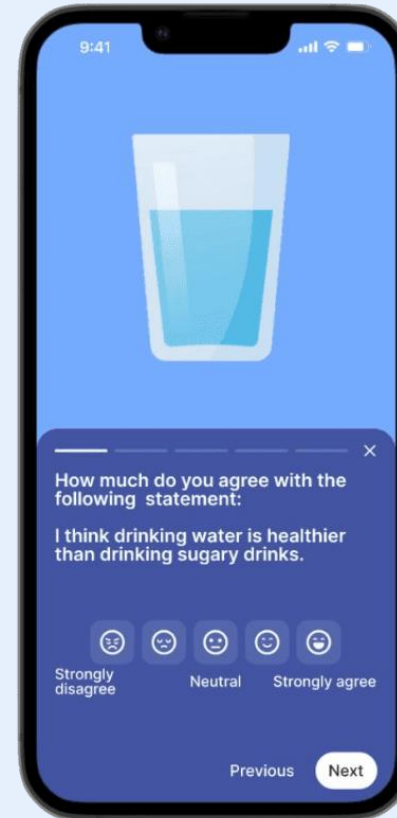 9:41
How much do you agree with the
following statement:
I think drinking water is healthier
than drinking sugary drinks.
Strongly
disagree
Neutral
Strongly agree
Previous
Next